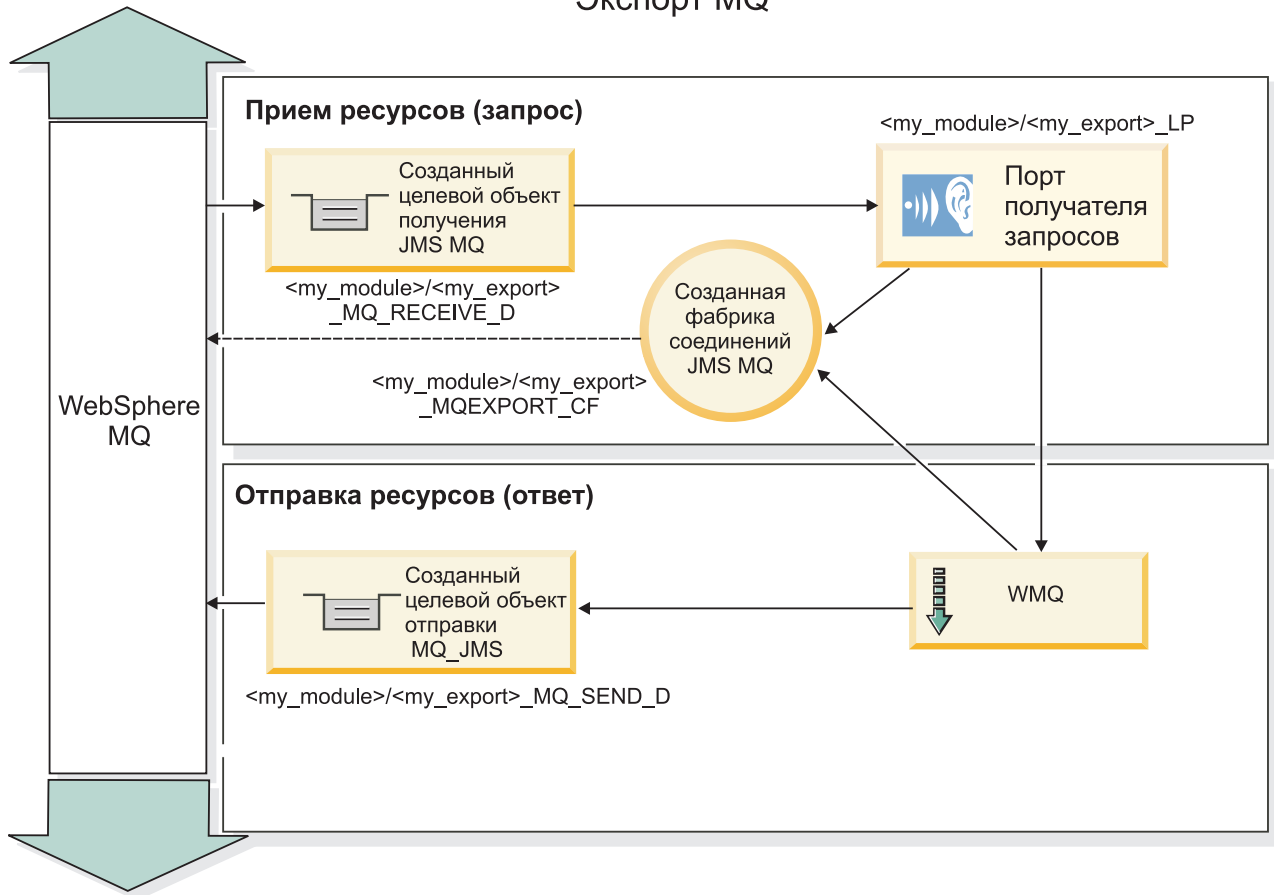 Экспорт MQ
Прием ресурсов (запрос)
<my_module>/<my_export>_LP
Созданный
целевой объект
получения
JMS MQ
Порт
получателя
запросов
<my_module>/<my_export>
_MQ_RECEIVE_D
Созданная
фабрика
соединений
JMS MQ
<my_module>/<my_export>
_MQEXPORT_CF
WebSphere
MQ
Отправка ресурсов (ответ)
Созданный
целевой объект
отправки
MQ_JMS
WMQ
<my_module>/<my_export>_MQ_SEND_D